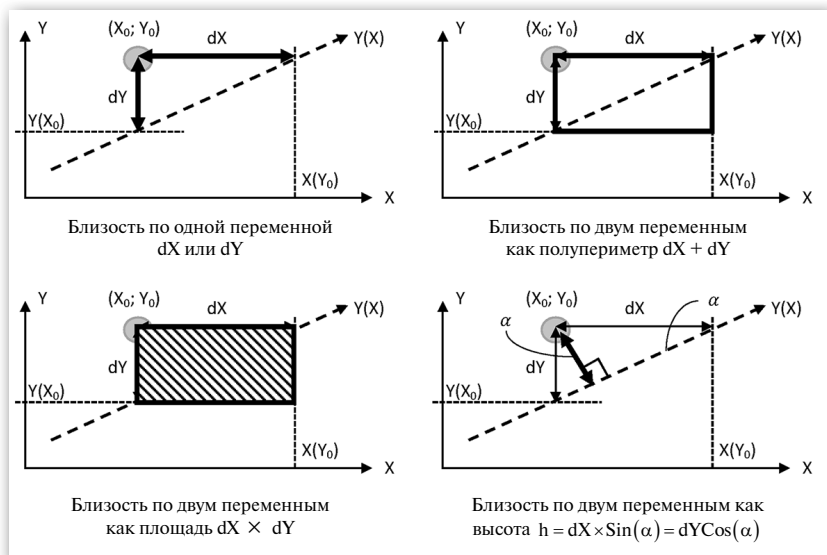 Y
(X₀; Y₀)
dX
Y(X)
dY
Y(X₀)
X(Y₀)
X
Близость по одной переменной
dX или dY
Y
(X₀; Y₀)
dX
Y(X)
dY
Y(X₀)
X(Y₀)
X
Близость по двум переменным
как полупериметр dX + dY
Y
(X₀; Y₀)
dX
Y(X)
dY
Y(X₀)
X(Y₀)
X
Близость по двум переменным
как площадь dX × dY
Y
(X₀; Y₀)
dX
α
Y(X)
α
dY
Y(X₀)
X(Y₀)
X
Близость по двум переменным как
высота h = dX×Sin(α) = dYCos(α)